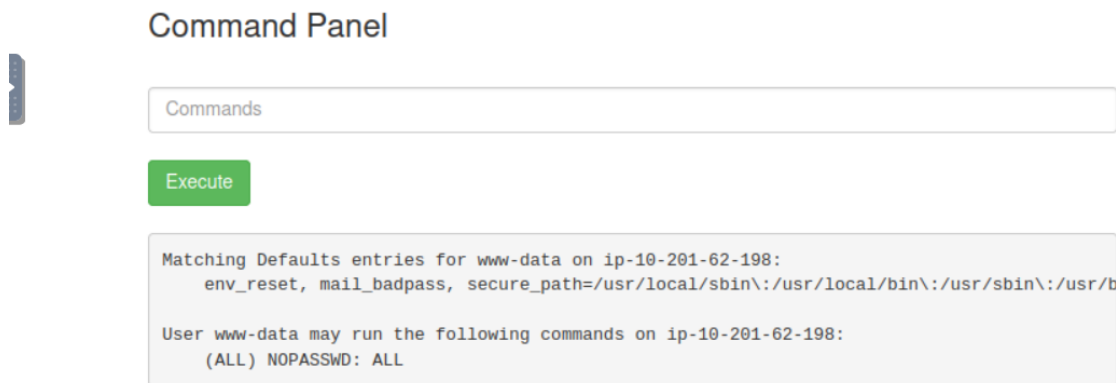 Command Panel
Commands
Execute
Matching Defaults entries for www-data on ip-10-201-62-198:
env_reset, mail_badpass, secure_path=/usr/local/sbin\:/usr/local/bin\:/usr/sbin\:/usr/b
User www-data may run the following commands on ip-10-201-62-198:
(ALL) NOPASSWD: ALL